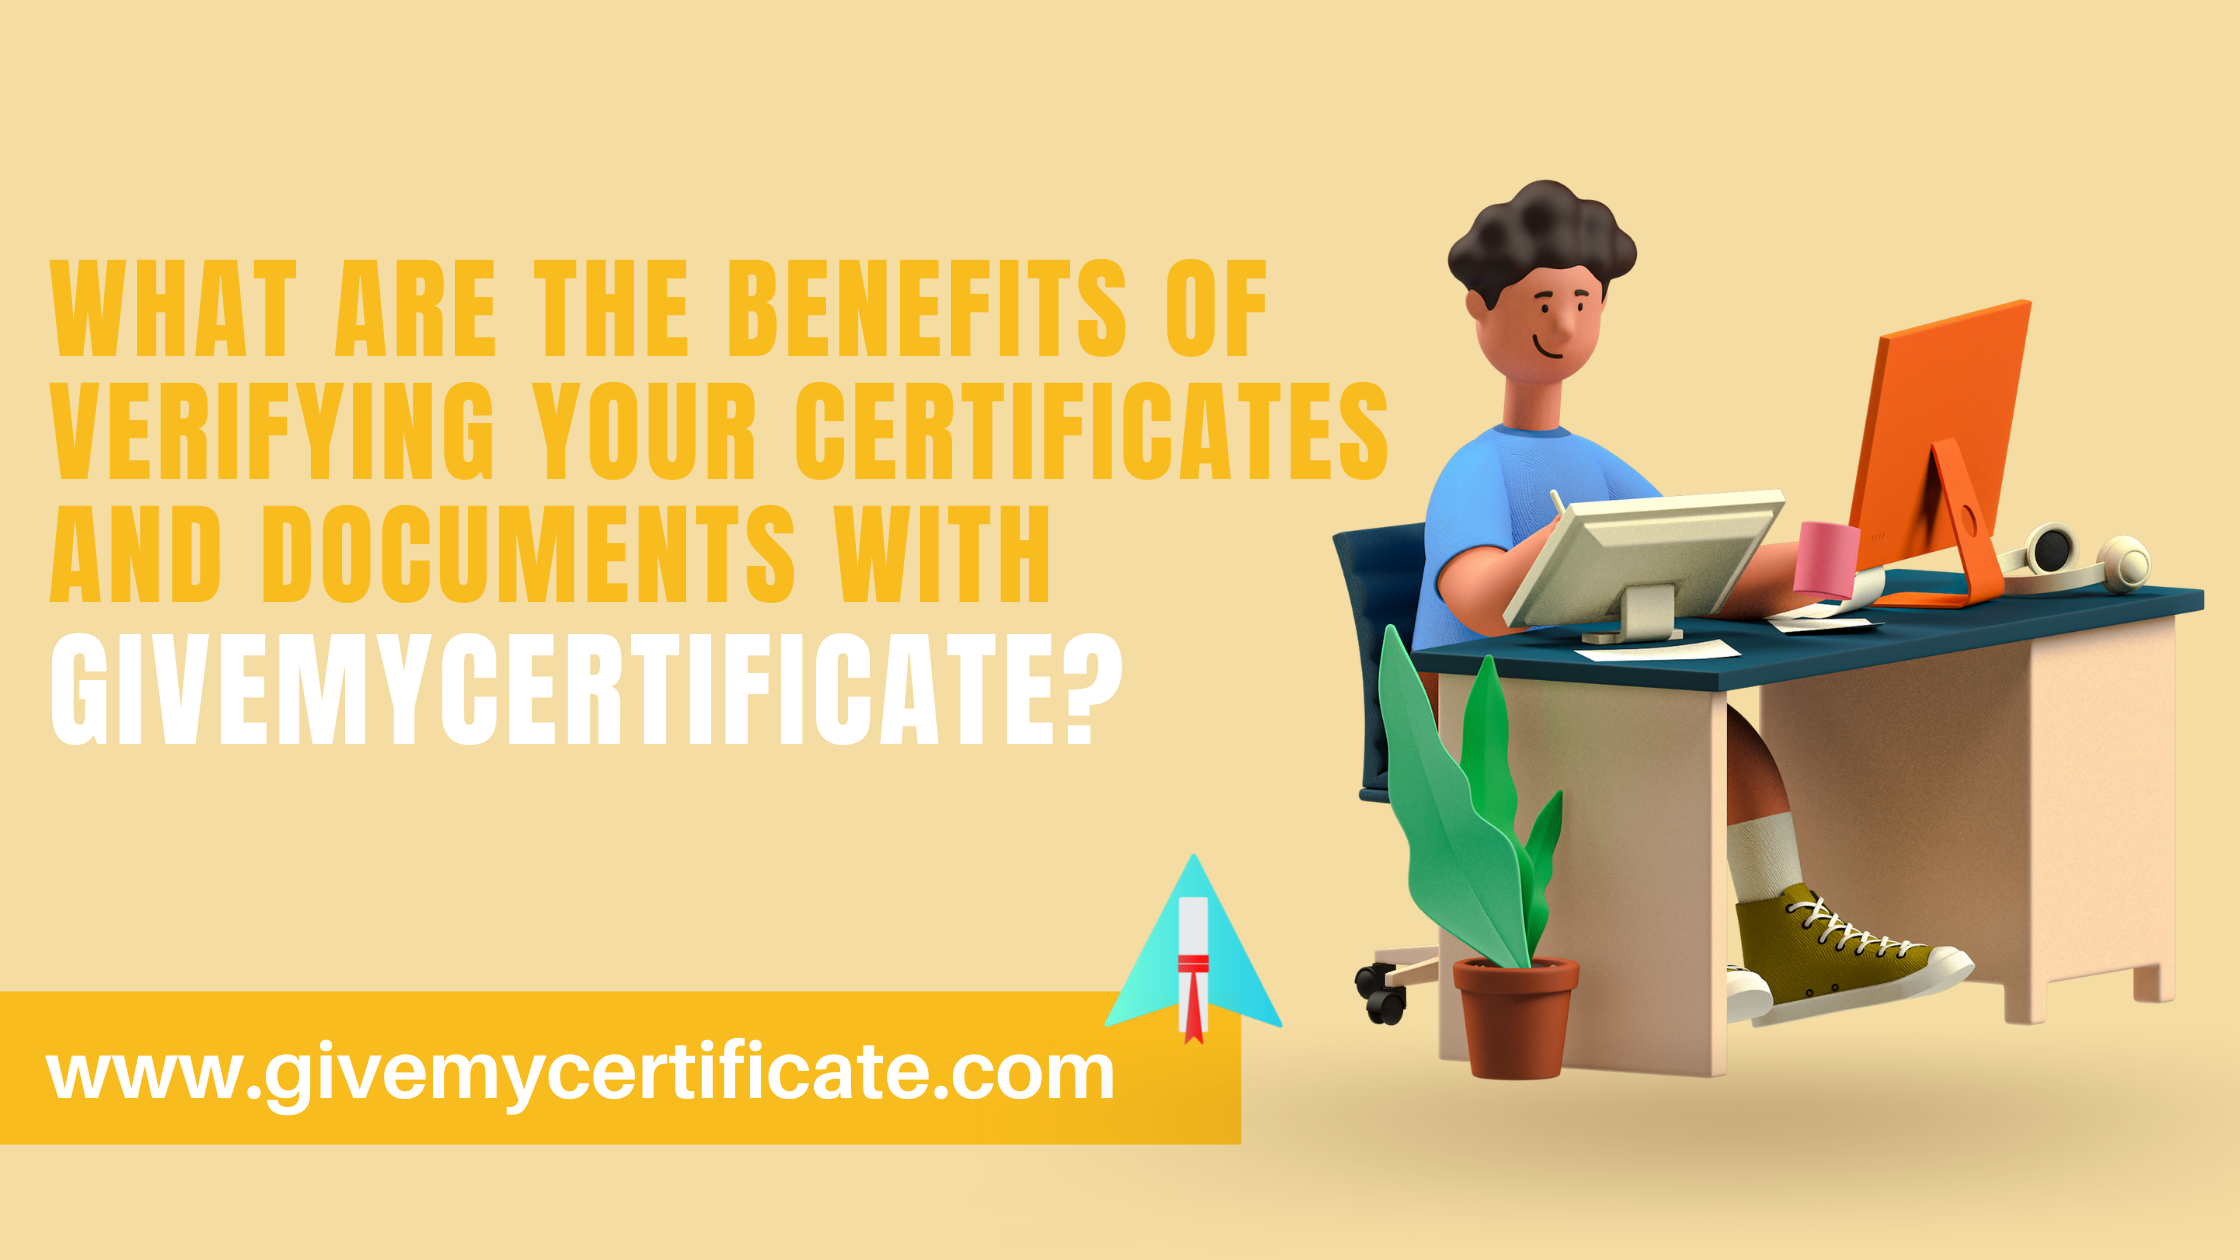 WHAT ARE THE BENEFITS OF
VERIFYING YOUR CERTIFICATES
AND DOCUMENTS WITH
GIVEMYCERTIFICATE?
www.givemycertificate.com